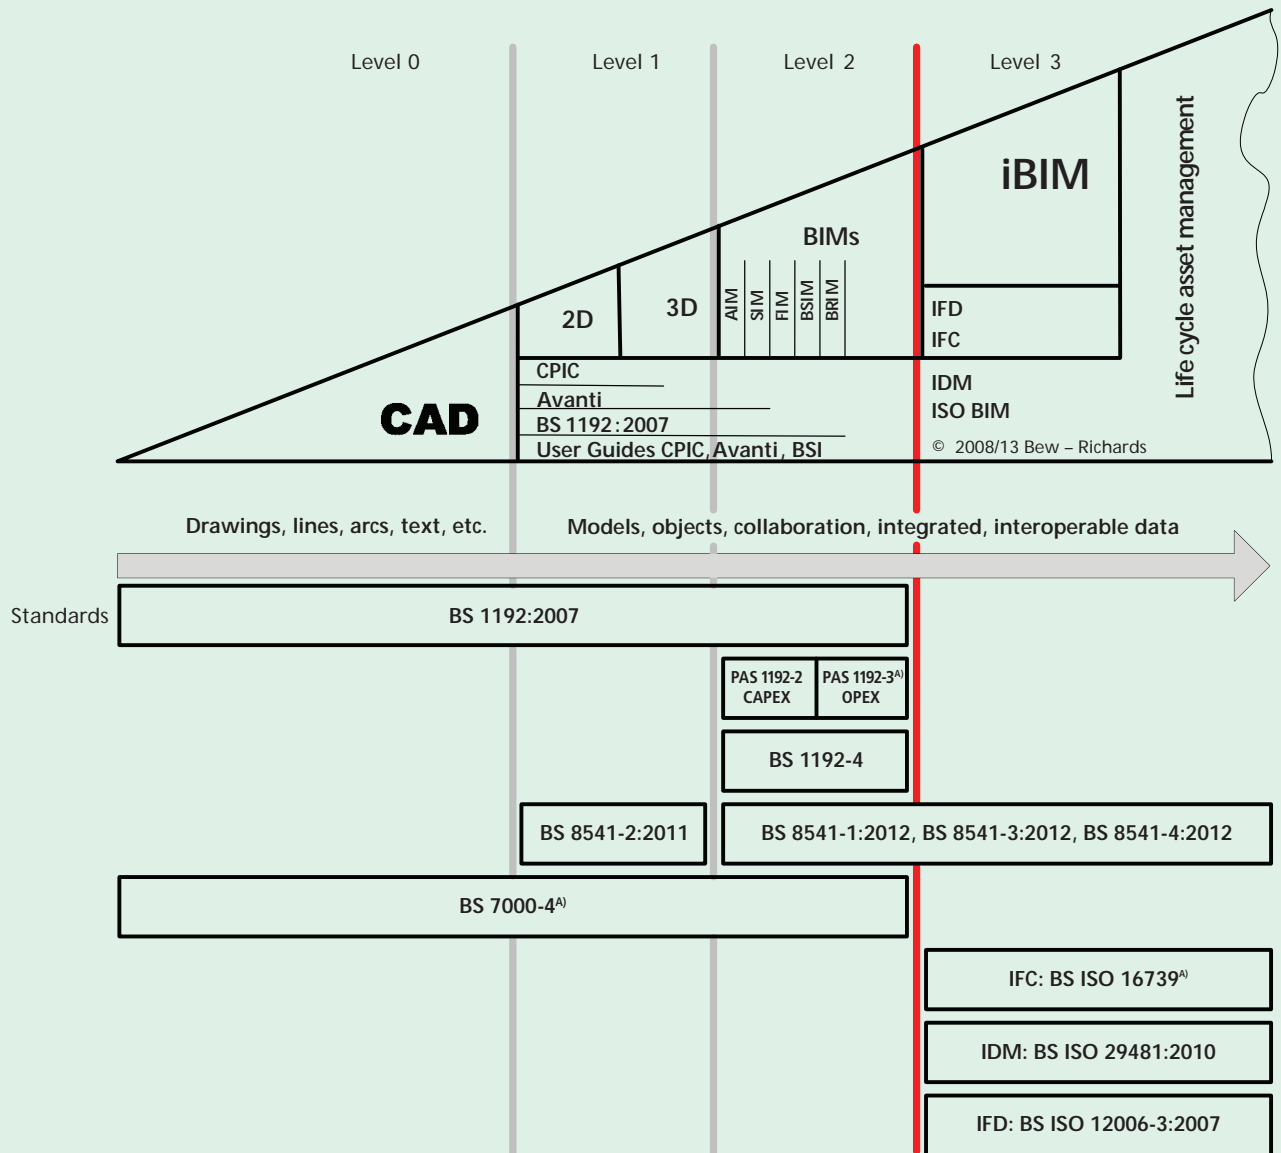 Level 0
Level 1
Level 2
Level 3
iBIM
Life cycle asset management
BIMs
2D
3D
AIM
SIM
FIM
BSIM
BRIM
IFD
IFC
CPIC
Avanti
BS 1192:2007
User Guides CPIC, Avanti, BSI
CAD
IDM
ISO BIM
© 2008/13 Bew – Richards
Drawings, lines, arcs, text, etc.
Models, objects, collaboration, integrated, interoperable data
Standards
BS 1192:2007
PAS 1192-2
CAPEX
PAS 1192-3A)
OPEX
BS 1192-4
BS 8541-2:2011
BS 8541-1:2012, BS 8541-3:2012, BS 8541-4:2012
BS 7000-4A)
IFC: BS ISO 16739A)
IDM: BS ISO 29481:2010
IFD: BS ISO 12006-3:2007